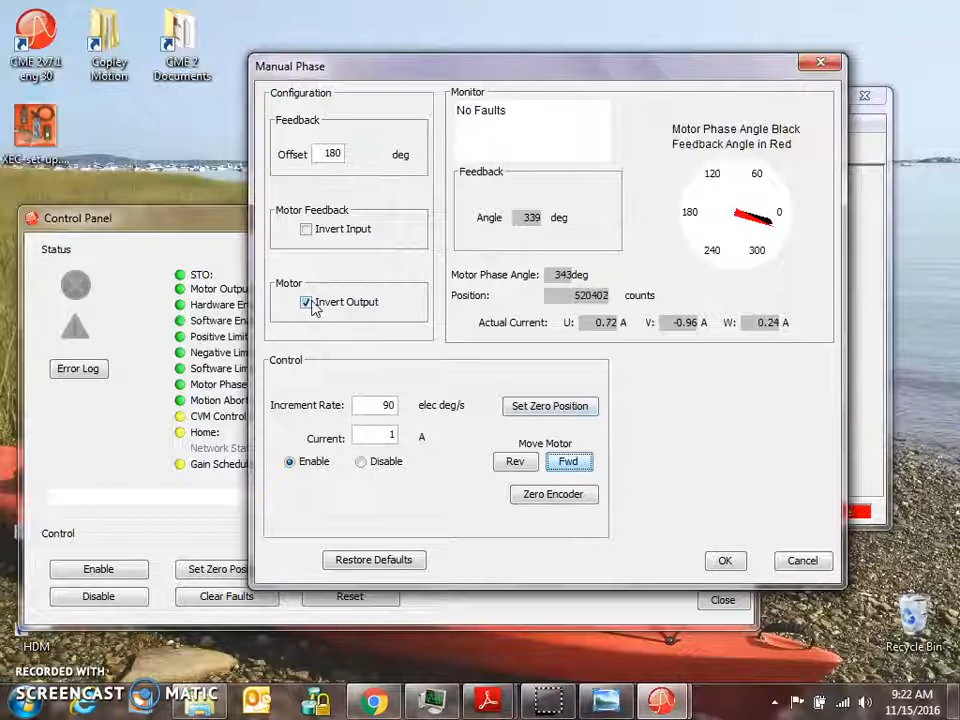 CME 2v7.1
eng 30
Copley
Motion
CME 2
Documents
XEC-set-up....
Manual Phase
Configuration
Feedback
Offset 180 deg
Motor Feedback
Invert Input
Motor
Invert Output
Monitor
No Faults
Feedback
Angle 339 deg
Motor Phase Angle Black
Feedback Angle in Red
120 60
180 0
240 300
Motor Phase Angle: 343deg
Position: 520402 counts
Actual Current: U: 0.72 A V: -0.96 A W: 0.24 A
Control
Increment Rate: 90 elec deg/s
Current: 1 A
Enable Disable
Set Zero Position
Move Motor
Rev Fwd
Zero Encoder
Restore Defaults
OK Cancel
Control Panel
Status
STO:
Motor Outpu
Hardware En
Software Ena
Positive Limit
Negative Lim
Software Lim
Motor Phase
Motion Abor
CVM Control
Home:
Network Stat
Gain Schedul
Error Log
Control
Enable Set Zero Posi
Disable Clear Faults Reset
Close
HDM
Recycle Bin
RECORDED WITH
SCREENCAST MATIC
9:22 AM
11/15/2016